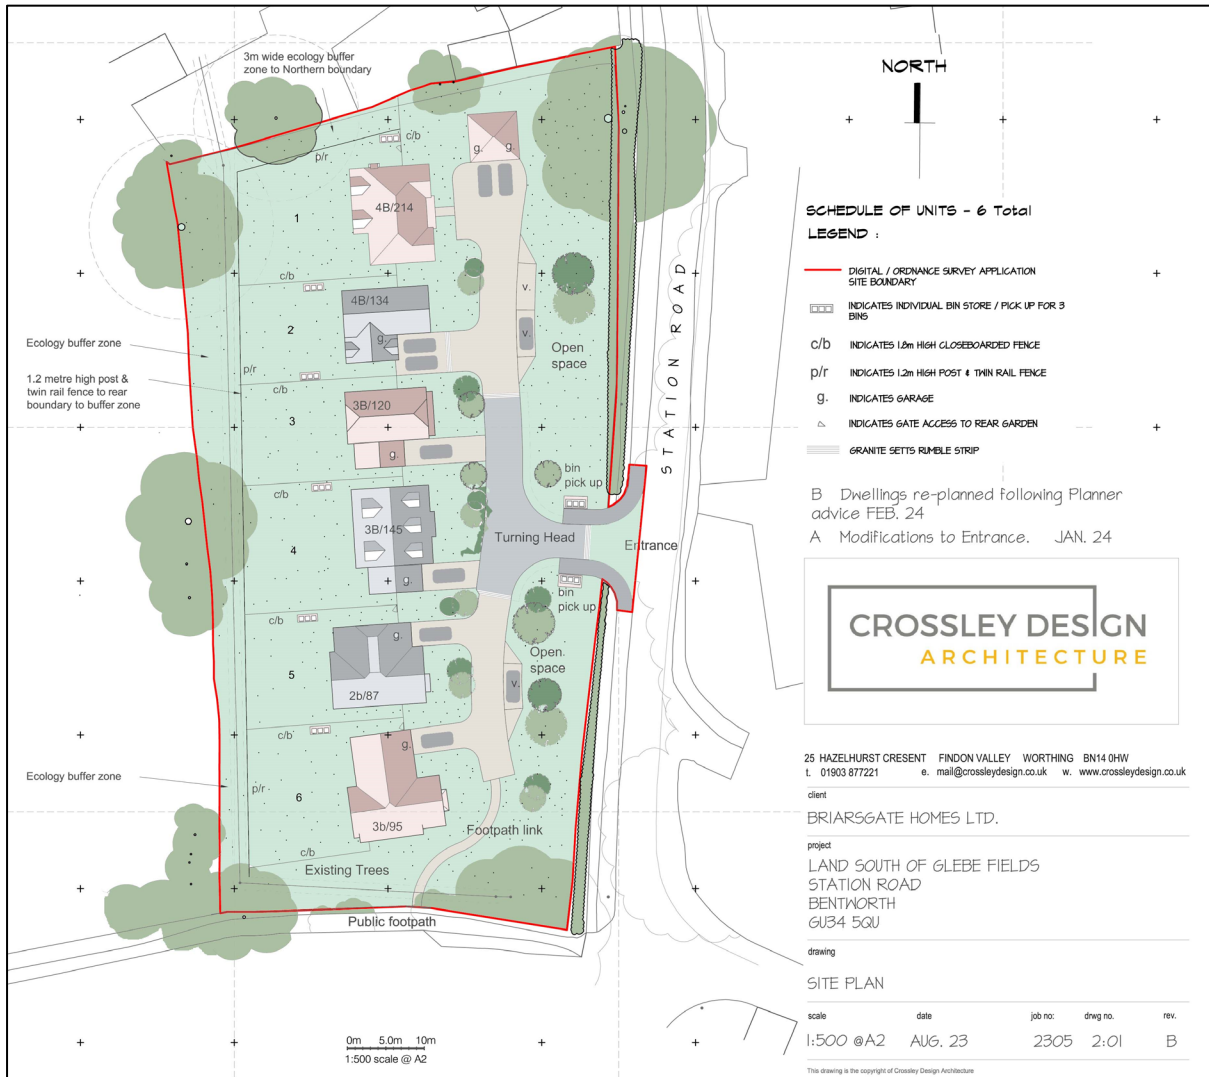 3m wide ecology buffer
zone to Northern boundary
c/b
p/r
g.
g.
4B/214
1
c/b
4B/134
2
g.
v.
v.
Ecology buffer zone
p/r
c/b
1.2 metre high post &
twin rail fence to rear
boundary to buffer zone
Open
space
3B/120
3
g.
c/b
bin
pick up
3B/145
4
g.
Turning Head
Entrance
bin
pick up
c/b
g.
5
2b/87
Open.
space
v.
c/b
g.
Ecology buffer zone
p/r
6
3b/95
Footpath link
c/b
Existing Trees
Public footpath
STATION ROAD
0m 5.0m 10m
1:500 scale @ A2
NORTH
SCHEDULE OF UNITS - 6 Total
LEGEND :
DIGITAL / ORDNANCE SURVEY APPLICATION
SITE BOUNDARY
INDICATES INDIVIDUAL BIN STORE / PICK UP FOR 3
BINS
c/b INDICATES 1.8m HIGH CLOSEBOARDED FENCE
p/r INDICATES 1.2m HIGH POST & TWIN RAIL FENCE
g. INDICATES GARAGE
INDICATES GATE ACCESS TO REAR GARDEN
GRANITE SETTS RUMBLE STRIP
B Dwellings re-planned following Planner
advice FEB. 24
A Modifications to Entrance. JAN. 24
CROSSLEY DESIGN
ARCHITECTURE
25 HAZELHURST CRESENT FINDON VALLEY WORTHING BN14 0HW
t. 01903 877221 e. mail@crossleydesign.co.uk w. www.crossleydesign.co.uk
client
BRIARSGATE HOMES LTD.
project
LAND SOUTH OF GLEBE FIELDS
STATION ROAD
BENTWORTH
GU34 5QU
drawing
SITE PLAN
scale date job no: drwg no. rev.
1:500 @A2 AUG. 23 2305 2:01 B
This drawing is the copyright of Crossley Design Architecture